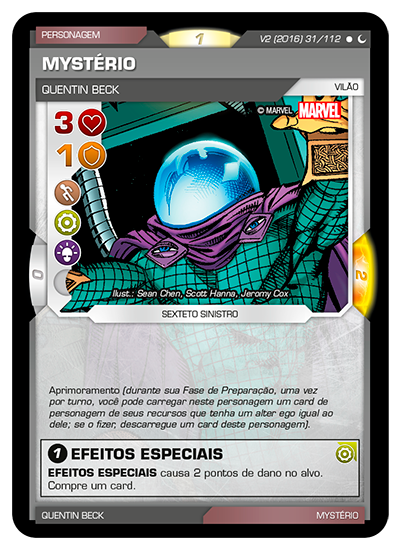 PERSONAGEM
1
V2 (2016) 31/112
MYSTÉRIO
QUENTIN BECK
VILÃO
© MARVEL MARVEL
3
1
0
2
Ilust.: Sean Chen, Scott Hanna, Jeromy Cox
SEXTETO SINISTRO
Aprimoramento (durante sua Fase de Preparação, uma vez
por turno, você pode carregar neste personagem um card de
personagem de seus recursos que tenha um alter ego igual ao
dele; se o fizer, descarregue um card deste personagem).
1 EFEITOS ESPECIAIS
EFEITOS ESPECIAIS causa 2 pontos de dano no alvo.
Compre um card.
QUENTIN BECK
MYSTÉRIO